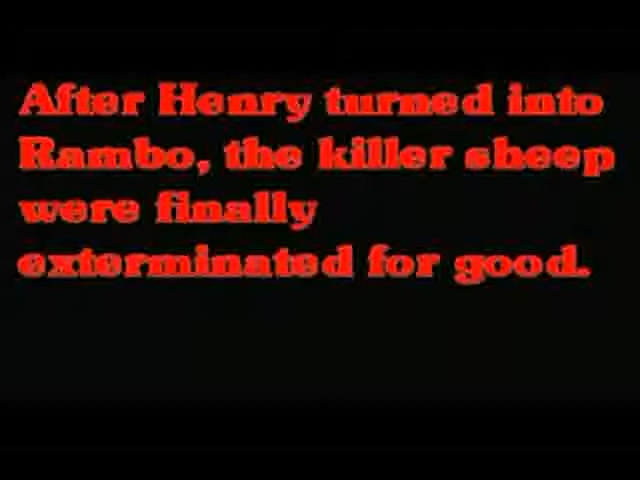 After Henry turned into
Rambo, the killer sheep
were finally
exterminated for good.